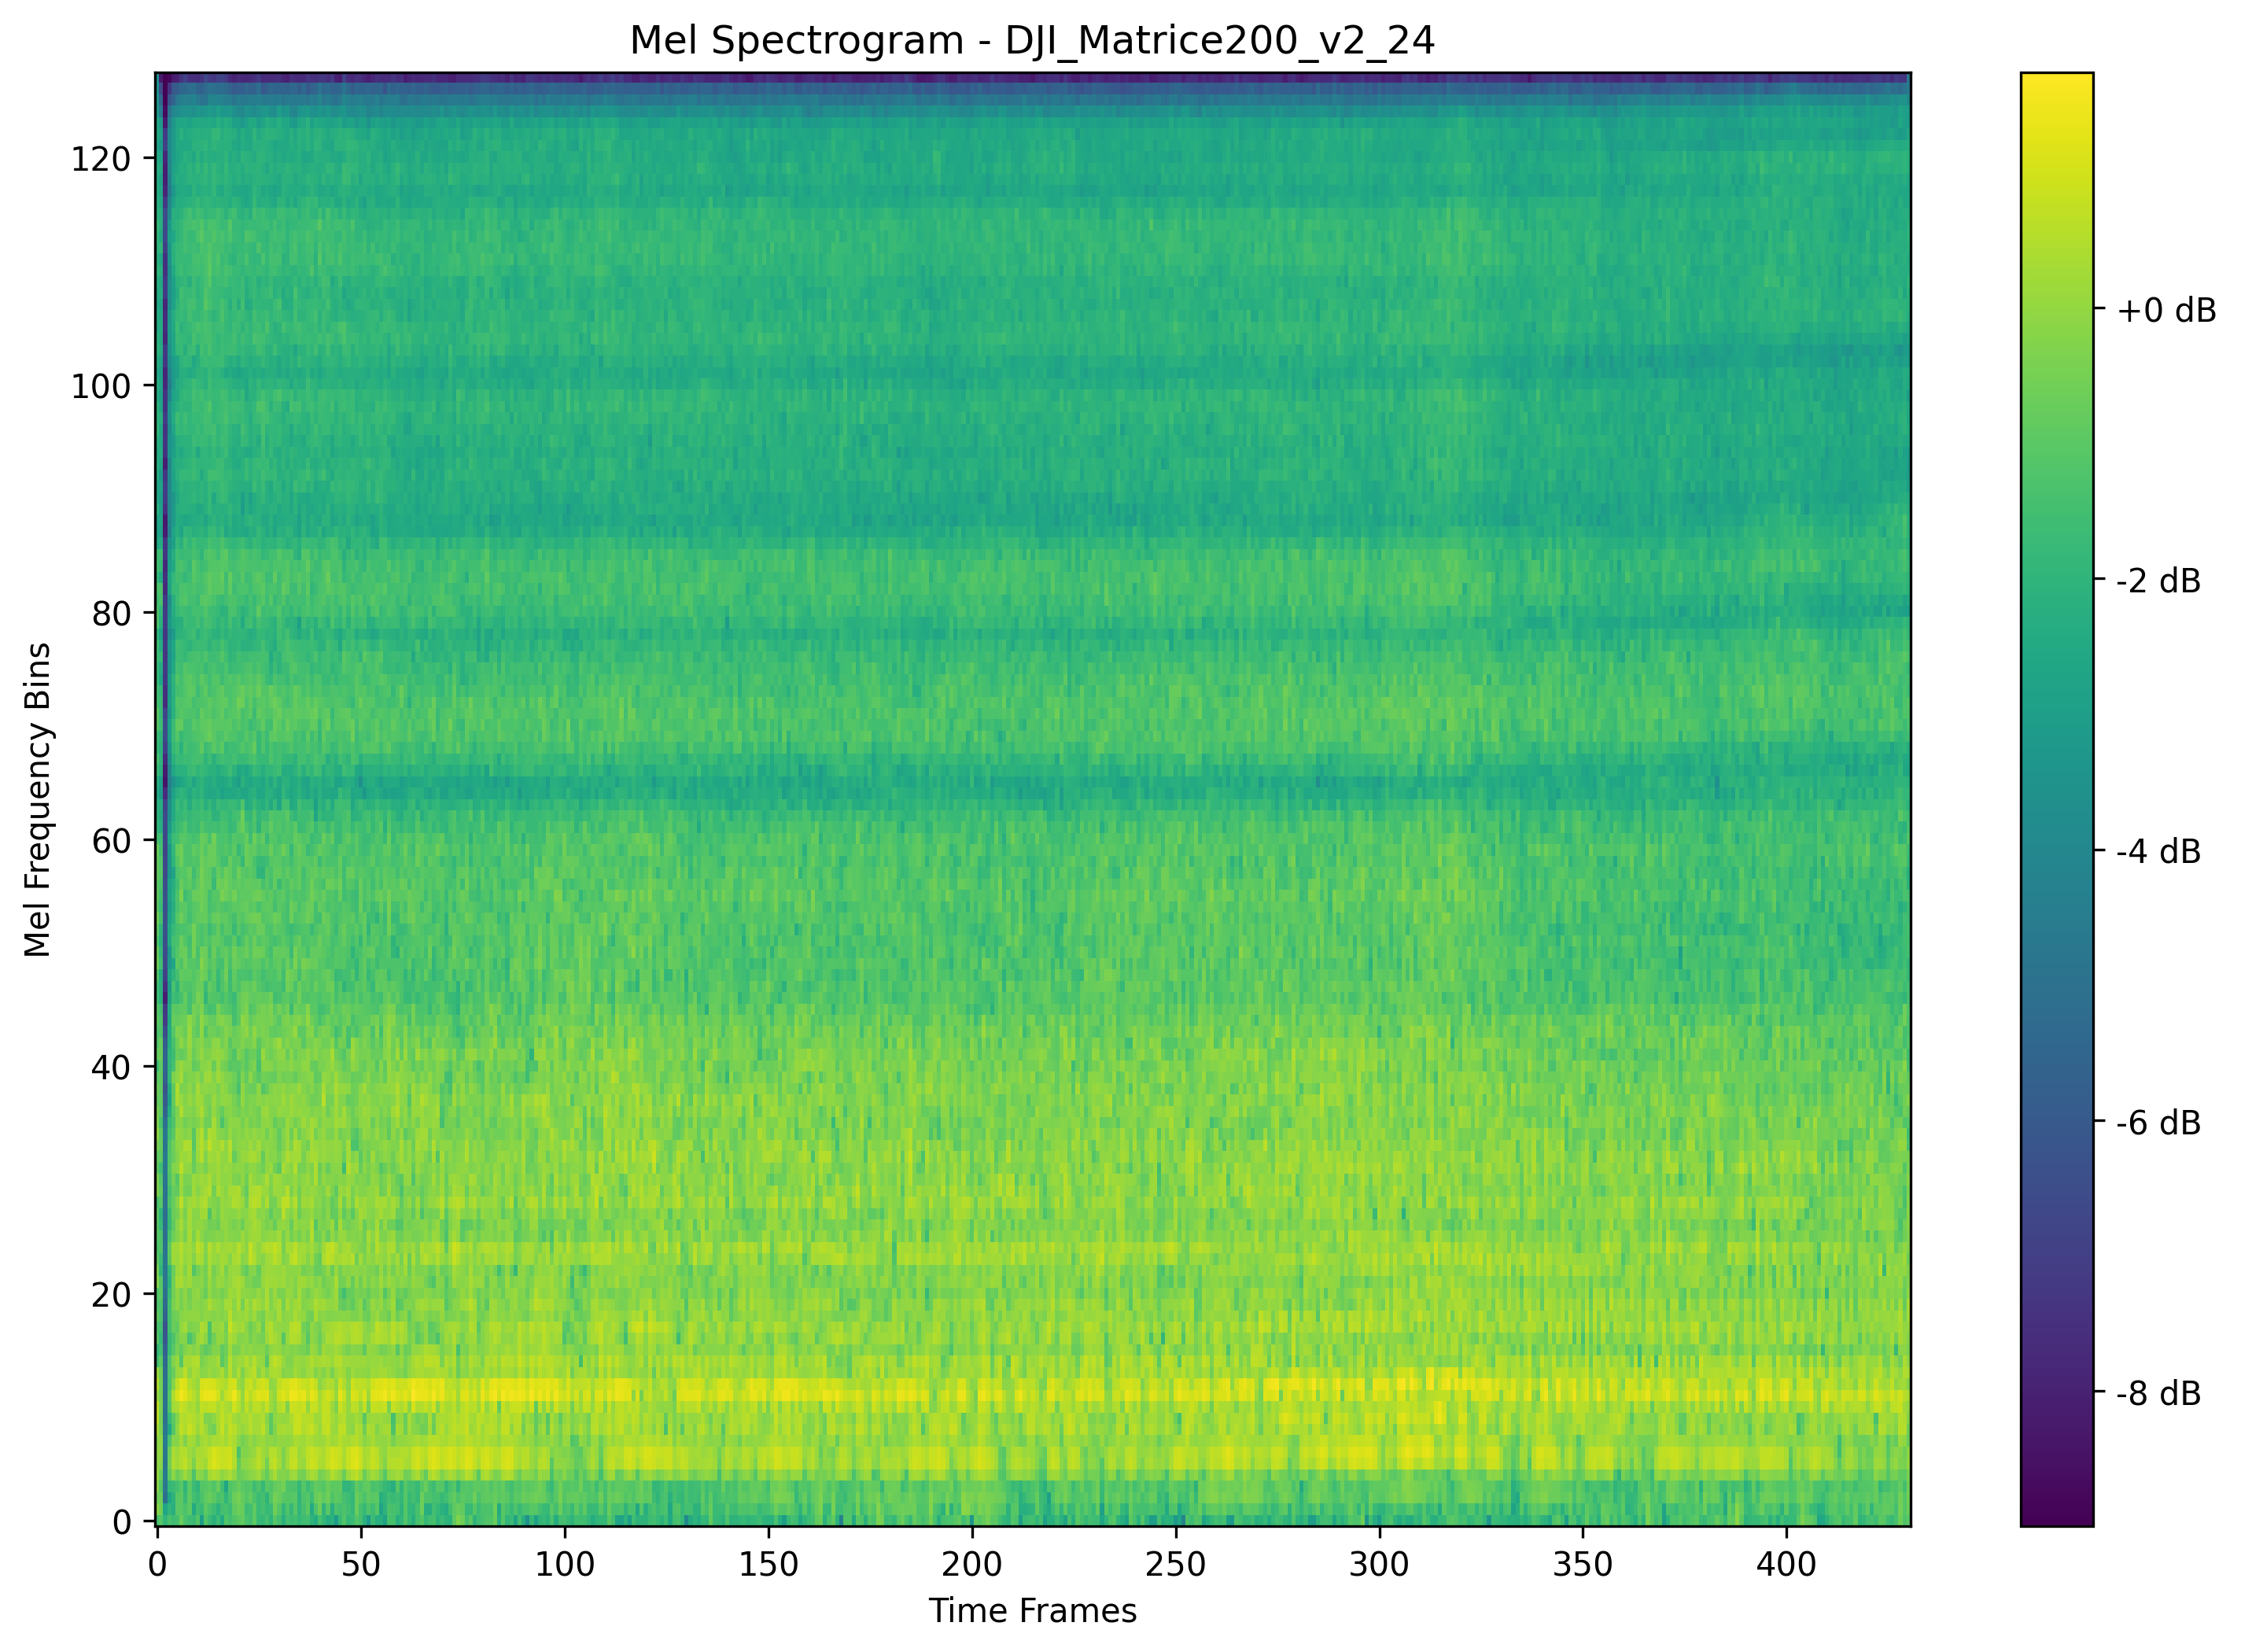 Mel Spectrogram - DJI_Matrice200_v2_24
Mel Frequency Bins
120
100
80
60
40
20
0
0 50 100 150 200 250 300 350 400
Time Frames
+0 dB
-2 dB
-4 dB
-6 dB
-8 dB